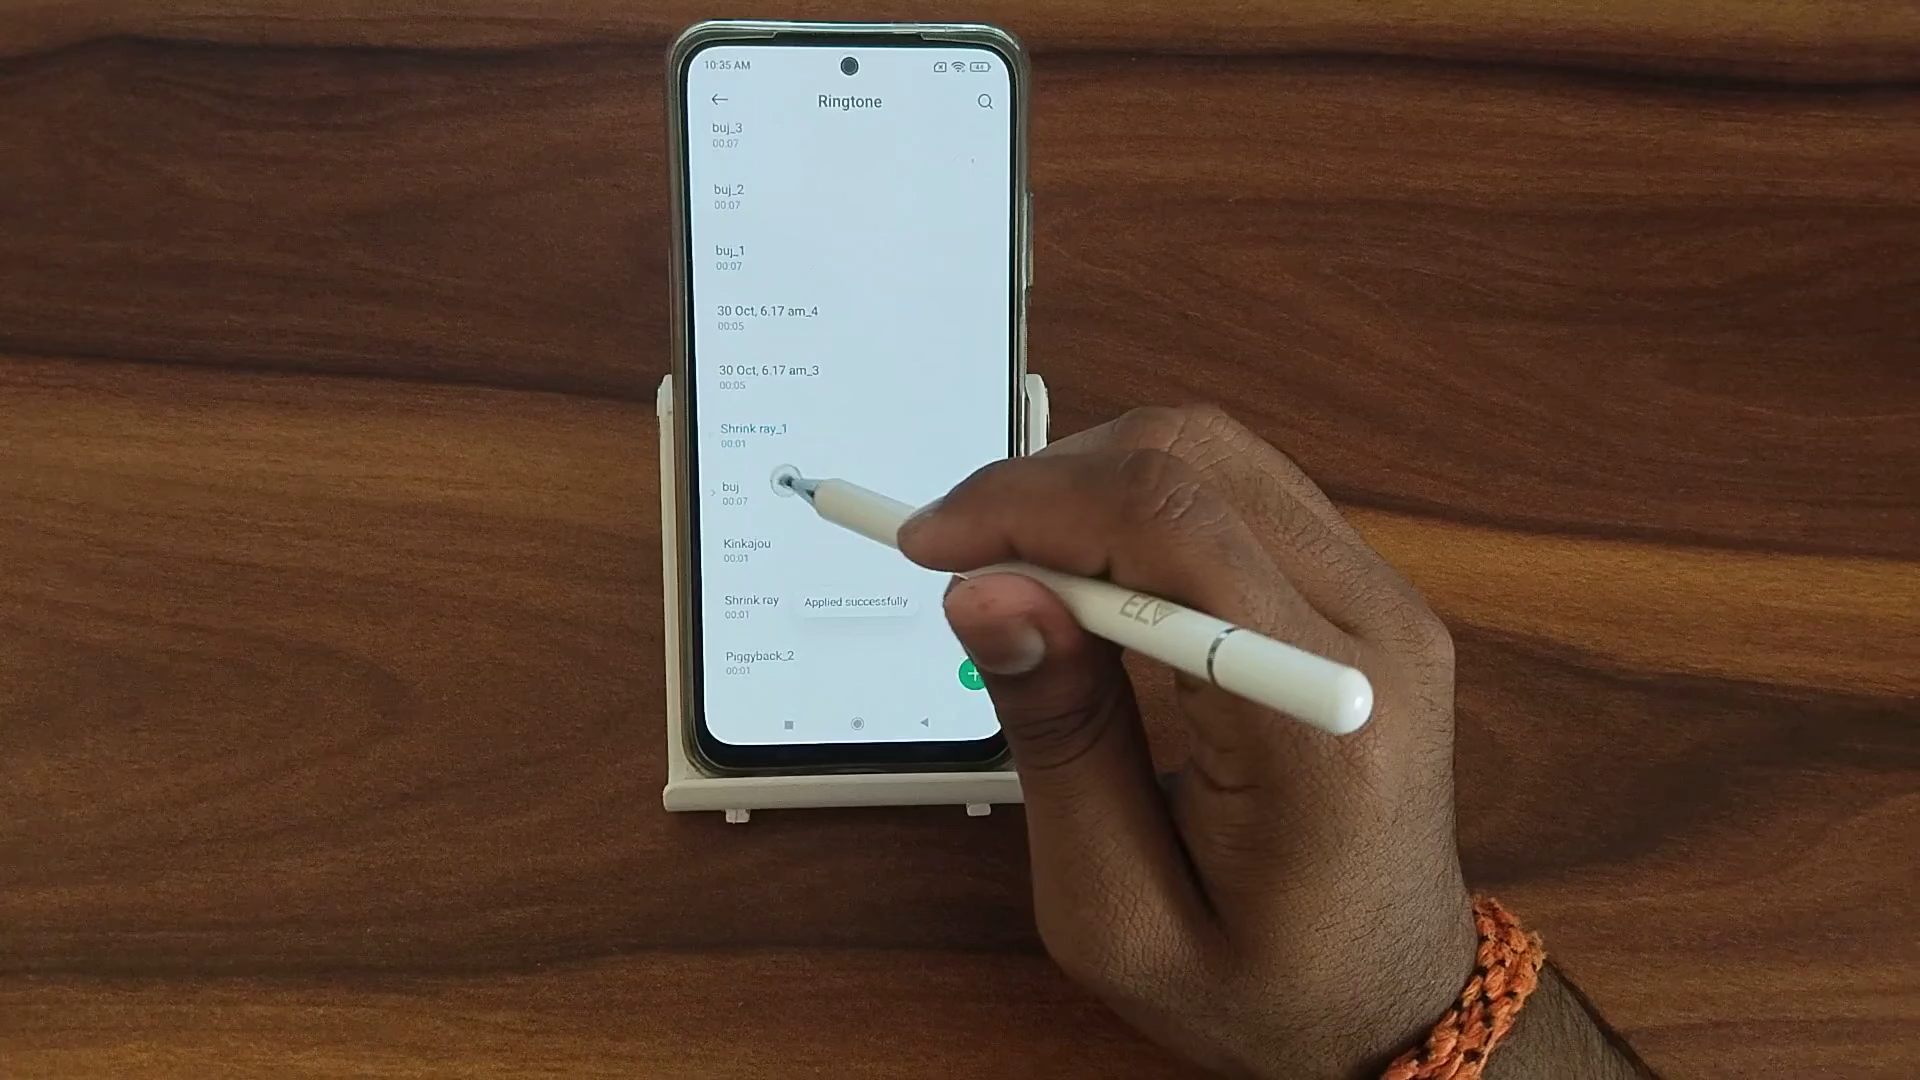 10:35 AM
Ringtone
buj_3
00:07
buj_2
00:07
buj_1
00:07
30 Oct, 6.17 am_4
00:05
30 Oct, 6.17 am_3
00:05
Shrink ray_1
00:01
buj
00:07
Kinkajou
00:01
Shrink ray
00:01
Applied successfully
Piggyback_2
00:01